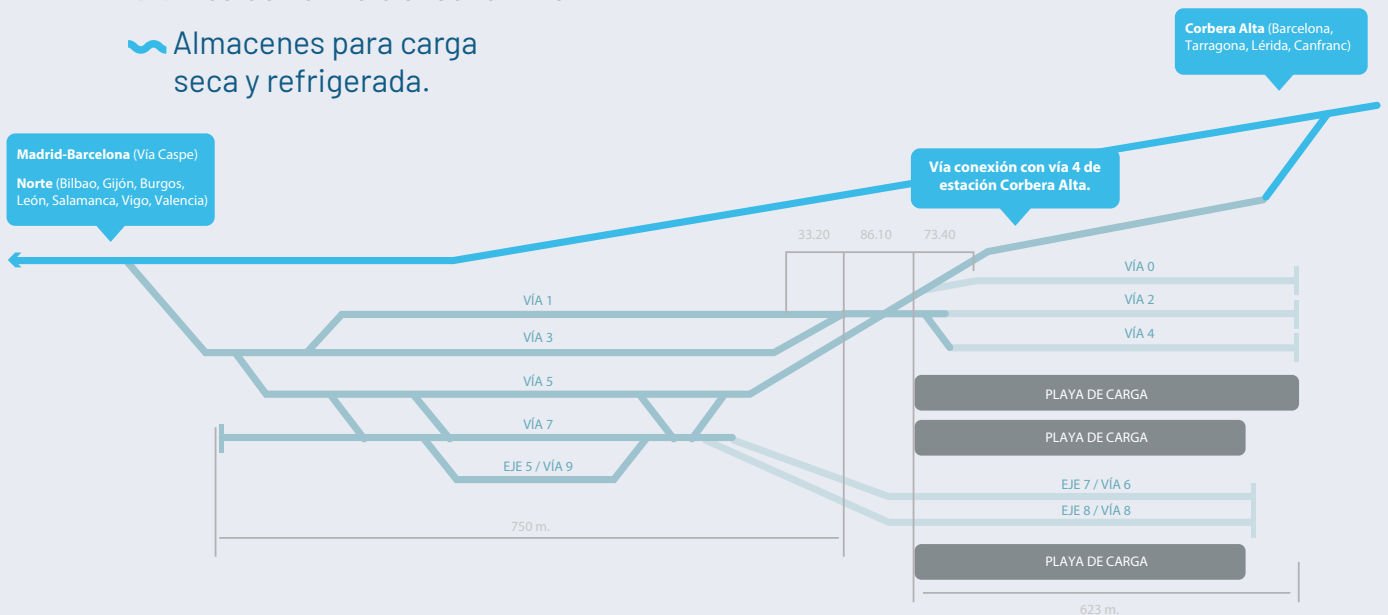 Almacenes para carga
seca y refrigerada.
Corbera Alta (Barcelona,
Tarragona, Lérida, Canfranc)
Madrid-Barcelona (Vía Caspe)
Norte (Bilbao, Gijón, Burgos,
León, Salamanca, Vigo, Valencia)
Vía conexión con vía 4 de
estación Corbera Alta.
33.20 86.10 73.40
VÍA 0
VÍA 1
VÍA 2
VÍA 3
VÍA 4
VÍA 5
PLAYA DE CARGA
VÍA 7
PLAYA DE CARGA
EJE 5 / VÍA 9
EJE 7 / VÍA 6
EJE 8 / VÍA 8
750 m.
PLAYA DE CARGA
623 m.